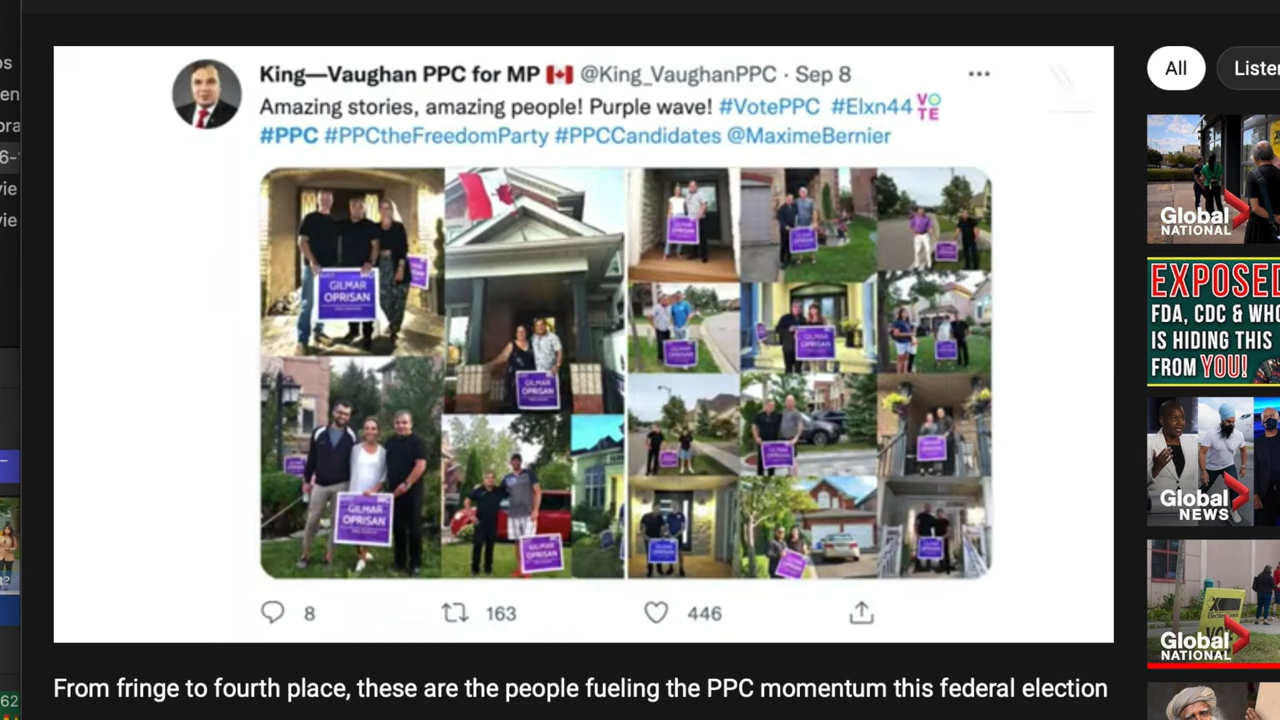 King—Vaughan PPC for MP @King_VaughanPPC · Sep 8
Amazing stories, amazing people! Purple wave! #VotePPC #Elxn44 VOTE
#PPC #PPCtheFreedomParty #PPCCandidates @MaximeBernier
GILMAR
OPRISAN
GILMAR
OPRISAN
GILMAR
OPRISAN
GILMAR
OPRISAN
8 163 446
From fringe to fourth place, these are the people fueling the PPC momentum this federal election
All
Global
NATIONAL
EXPOSED
FDA, CDC & WHO
IS HIDING THIS
FROM YOU!
Global
NEWS
Global
NATIONAL
62